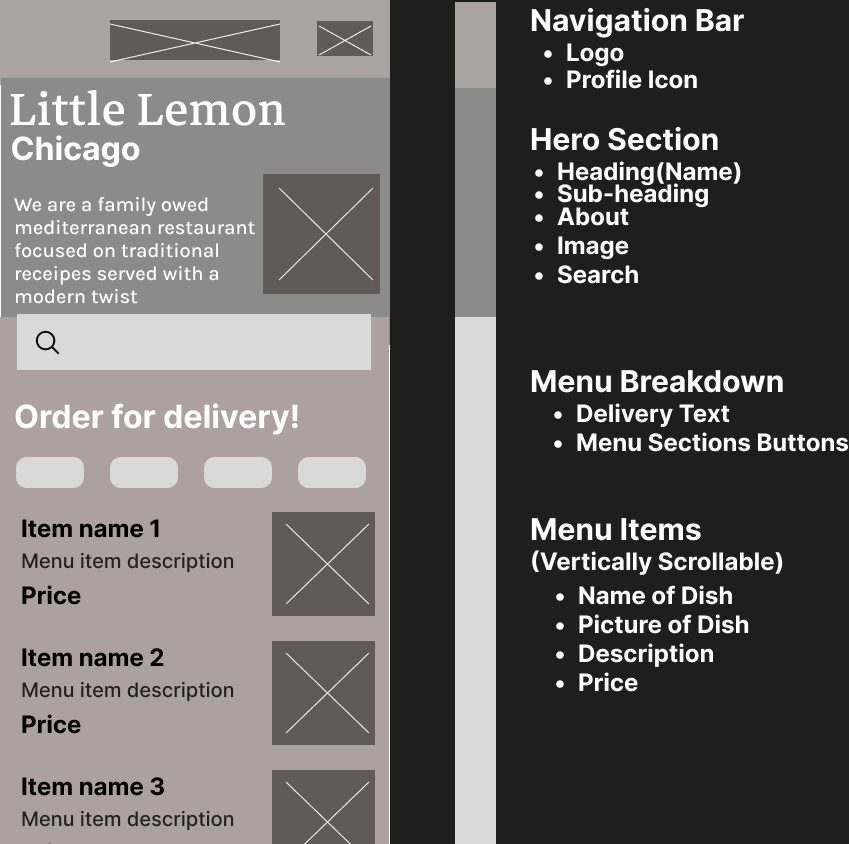 Little Lemon
Chicago
We are a family owed
mediterranean restaurant
focused on traditional
receipes served with a
modern twist
Order for delivery!
Item name 1
Menu item description
Price
Item name 2
Menu item description
Price
Item name 3
Menu item description
Navigation Bar
• Logo
• Profile Icon
Hero Section
• Heading(Name)
• Sub-heading
• About
• Image
• Search
Menu Breakdown
• Delivery Text
• Menu Sections Buttons
Menu Items
(Vertically Scrollable)
• Name of Dish
• Picture of Dish
• Description
• Price